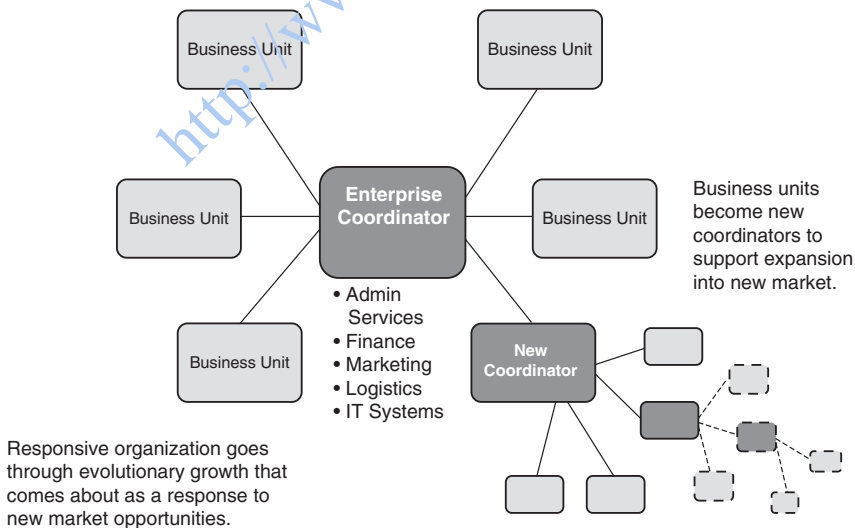 http://w
Business Unit
Business Unit
Enterprise
Coordinator
Business Unit
Business Unit
Business units
become new
coordinators to
support expansion
into new market.
• Admin
Services
• Finance
• Marketing
• Logistics
• IT Systems
Business Unit
New
Coordinator
Responsive organization goes
through evolutionary growth that
comes about as a response to
new market opportunities.